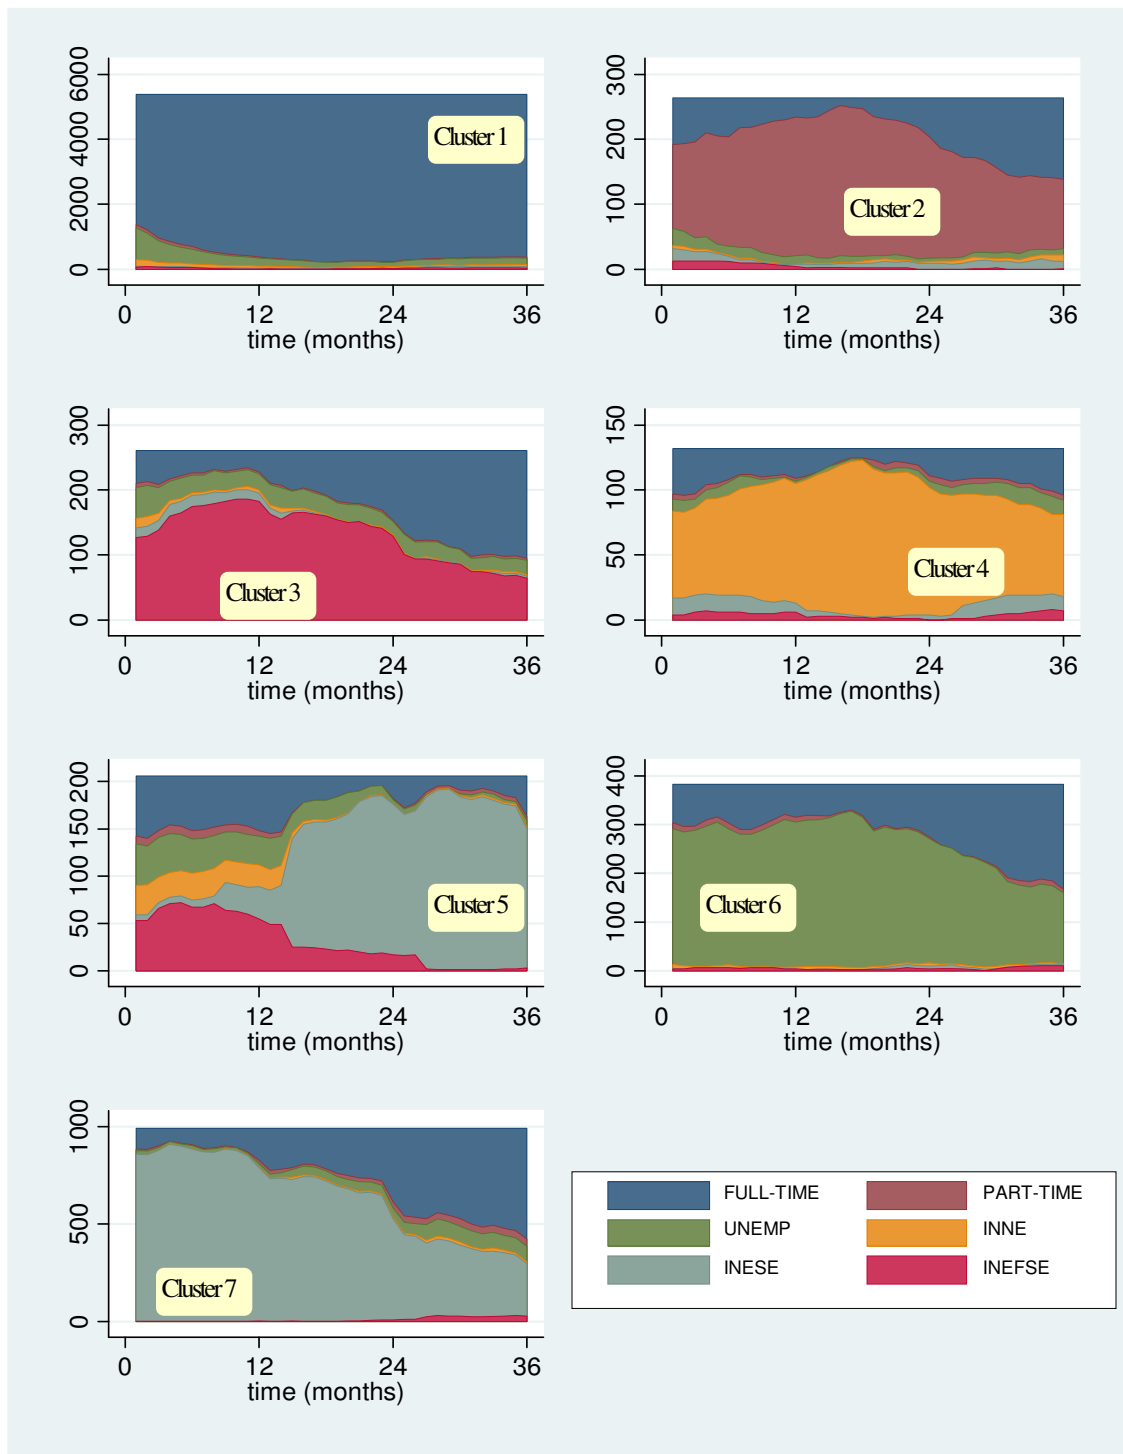 6000
4000
2000
0
Cluster 1
0 12 24 36
time (months)
300
200
100
0
Cluster 2
0 12 24 36
time (months)
300
200
100
0
Cluster 3
0 12 24 36
time (months)
150
100
50
0
Cluster 4
0 12 24 36
time (months)
200
150
100
50
0
Cluster 5
0 12 24 36
time (months)
400
300
200
100
0
Cluster 6
0 12 24 36
time (months)
1000
500
0
Cluster 7
0 12 24 36
time (months)
FULL-TIME PART-TIME
UNEMP INNE
INESE INEFSE